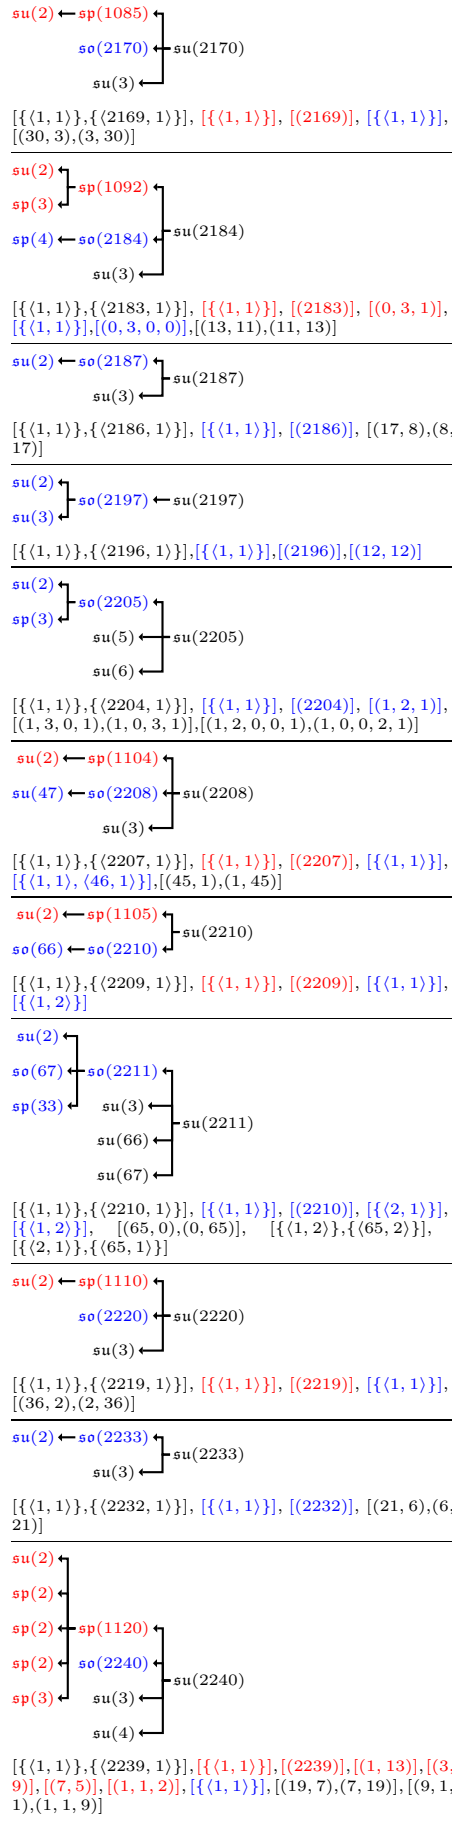 𝔰𝔲(2) 𝔰𝔭(1085)
𝔰𝔬(2170) 𝔰𝔲(2170)
𝔰𝔲(3)
[{⟨1, 1⟩},{⟨2169, 1⟩}], [{⟨1, 1⟩}], [(2169)], [{⟨1, 1⟩}],
[(30, 3),(3, 30)]
𝔰𝔲(2)
𝔰𝔭(1092)
𝔰𝔭(3)
𝔰𝔲(2184)
𝔰𝔭(4) 𝔰𝔬(2184)
𝔰𝔲(3)
[{⟨1, 1⟩},{⟨2183, 1⟩}], [{⟨1, 1⟩}], [(2183)], [(0, 3, 1)],
[{⟨1, 1⟩}],[(0, 3, 0, 0)],[(13, 11),(11, 13)]
𝔰𝔲(2) 𝔰𝔬(2187)
𝔰𝔲(2187)
𝔰𝔲(3)
[{⟨1, 1⟩},{⟨2186, 1⟩}], [{⟨1, 1⟩}], [(2186)], [(17, 8),(8,
17)]
𝔰𝔲(2)
𝔰𝔬(2197) 𝔰𝔲(2197)
𝔰𝔲(3)
[{⟨1, 1⟩},{⟨2196, 1⟩}],[{⟨1, 1⟩}],[(2196)],[(12, 12)]
𝔰𝔲(2)
𝔰𝔬(2205)
𝔰𝔭(3)
𝔰𝔲(5) 𝔰𝔲(2205)
𝔰𝔲(6)
[{⟨1, 1⟩},{⟨2204, 1⟩}], [{⟨1, 1⟩}], [(2204)], [(1, 2, 1)],
[(1, 3, 0, 1),(1, 0, 3, 1)],[(1, 2, 0, 0, 1),(1, 0, 0, 2, 1)]
𝔰𝔲(2) 𝔰𝔭(1104)
𝔰𝔲(47) 𝔰𝔬(2208) 𝔰𝔲(2208)
𝔰𝔲(3)
[{⟨1, 1⟩},{⟨2207, 1⟩}], [{⟨1, 1⟩}], [(2207)], [{⟨1, 1⟩}],
[{⟨1, 1⟩, ⟨46, 1⟩}],[(45, 1),(1, 45)]
𝔰𝔲(2) 𝔰𝔭(1105)
𝔰𝔲(2210)
𝔰𝔬(66) 𝔰𝔬(2210)
[{⟨1, 1⟩},{⟨2209, 1⟩}], [{⟨1, 1⟩}], [(2209)], [{⟨1, 1⟩}],
[{⟨1, 2⟩}]
𝔰𝔲(2)
𝔰𝔬(67) 𝔰𝔬(2211)
𝔰𝔭(33) 𝔰𝔲(3)
𝔰𝔲(2211)
𝔰𝔲(66)
𝔰𝔲(67)
[{⟨1, 1⟩},{⟨2210, 1⟩}], [{⟨1, 1⟩}], [(2210)], [{⟨2, 1⟩}],
[{⟨1, 2⟩}], [(65, 0),(0, 65)], [{⟨1, 2⟩},{⟨65, 2⟩}],
[{⟨2, 1⟩},{⟨65, 1⟩}]
𝔰𝔲(2) 𝔰𝔭(1110)
𝔰𝔬(2220) 𝔰𝔲(2220)
𝔰𝔲(3)
[{⟨1, 1⟩},{⟨2219, 1⟩}], [{⟨1, 1⟩}], [(2219)], [{⟨1, 1⟩}],
[(36, 2),(2, 36)]
𝔰𝔲(2) 𝔰𝔬(2233)
𝔰𝔲(2233)
𝔰𝔲(3)
[{⟨1, 1⟩},{⟨2232, 1⟩}], [{⟨1, 1⟩}], [(2232)], [(21, 6),(6,
21)]
𝔰𝔲(2)
𝔰𝔭(2)
𝔰𝔭(2) 𝔰𝔭(1120)
𝔰𝔭(2) 𝔰𝔬(2240)
𝔰𝔲(2240)
𝔰𝔭(3) 𝔰𝔲(3)
𝔰𝔲(4)
[{⟨1, 1⟩},{⟨2239, 1⟩}],[{⟨1, 1⟩}],[(2239)],[(1, 13)],[(3,
9)],[(7, 5)],[(1, 1, 2)],[{⟨1, 1⟩}],[(19, 7),(7, 19)],[(9, 1,
1),(1, 1, 9)]